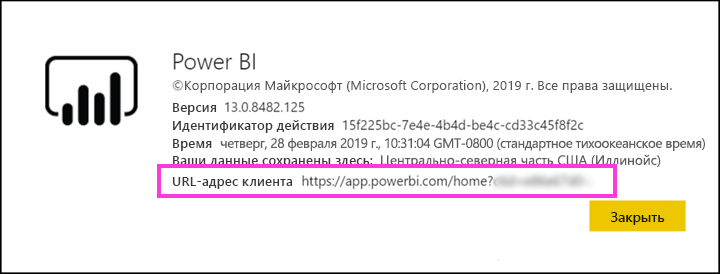 Power BI
©Корпорация Майкрософт (Microsoft Corporation), 2019 г. Все права защищены.
Версия 13.0.8482.125
Идентификатор действия 15f225bc-7e4e-4b4d-be4c-cd33c45f8f2c
Время четверг, 28 февраля 2019 г., 10:31:04 GMT-0800 (стандартное тихоокеанское время)
Ваши данные сохранены здесь: Центрально-северная часть США (Иллинойс)
URL-адрес клиента https://app.powerbi.com/home?
Закрыть